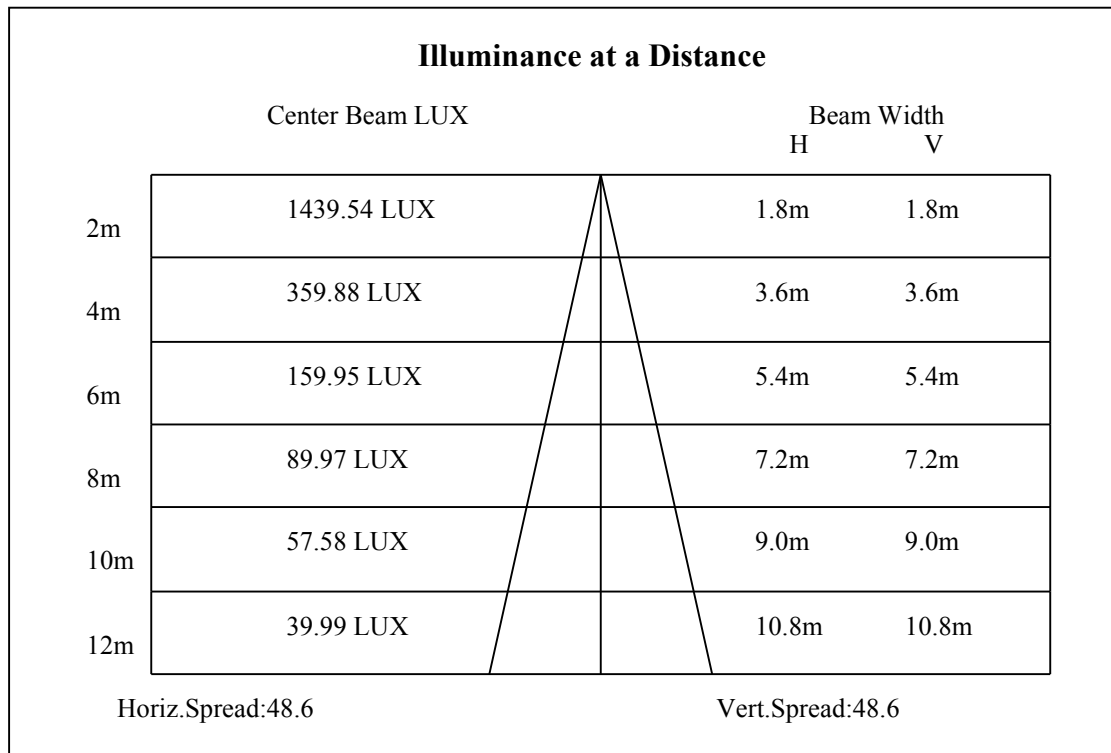 Illuminance at a Distance
Center Beam LUX Beam Width
H V
2m 1439.54 LUX 1.8m 1.8m
4m 359.88 LUX 3.6m 3.6m
6m 159.95 LUX 5.4m 5.4m
8m 89.97 LUX 7.2m 7.2m
10m 57.58 LUX 9.0m 9.0m
12m 39.99 LUX 10.8m 10.8m
Horiz.Spread:48.6 Vert.Spread:48.6